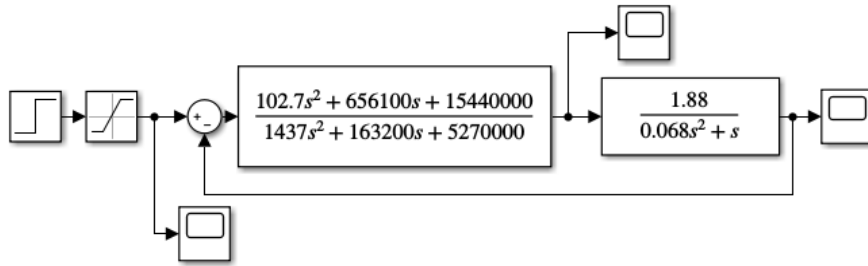 +
−
102.7s² + 656100s + 15440000
1437s² + 163200s + 5270000
1.88
0.068s² + s